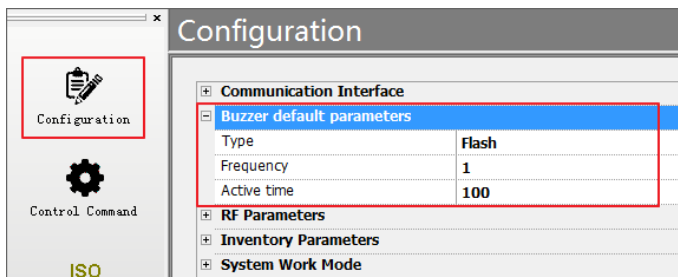 Configuration
Configuration
Control Command
ISO
Communication Interface
Buzzer default parameters
Type Flash
Frequency 1
Active time 100
RF Parameters
Inventory Parameters
System Work Mode